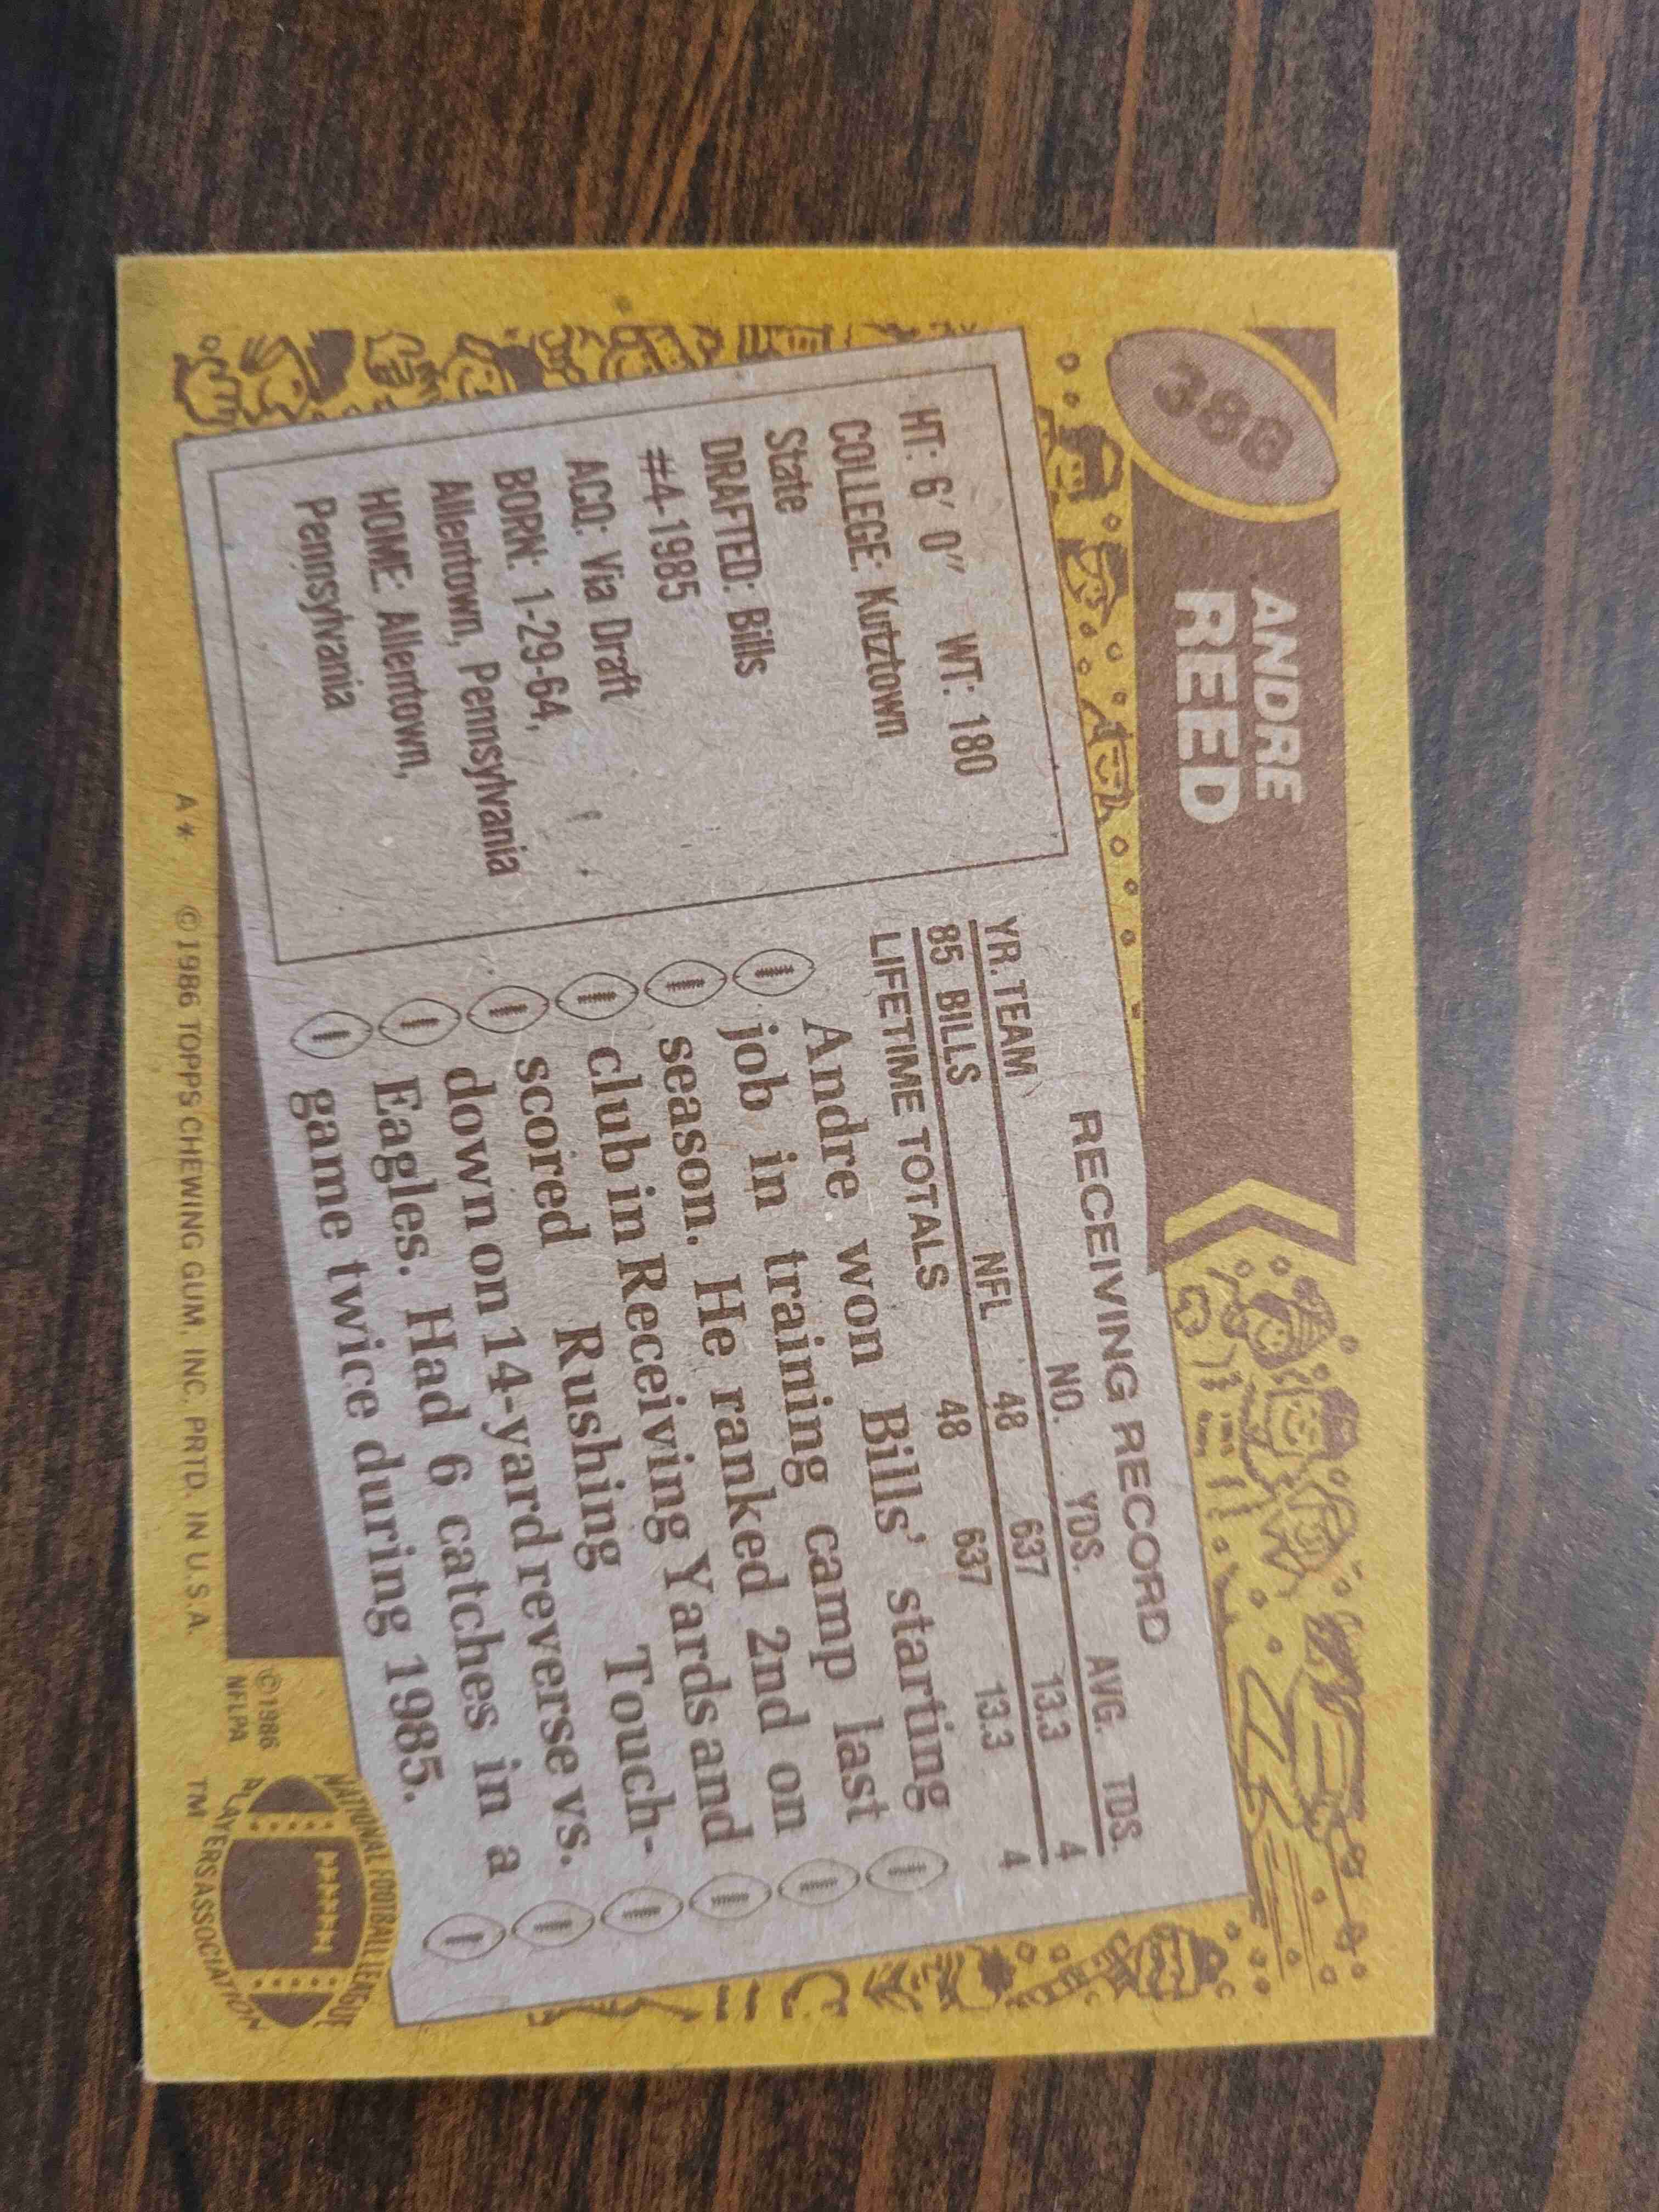 388
ANDRE
REED
HT: 6' 0" WT: 180
COLLEGE: Kutztown
State
DRAFTED: Bills
#4-1985
ACQ: Via Draft
BORN: 1-29-64,
Allentown, Pennsylvania
HOME: Allentown,
Pennsylvania
RECEIVING RECORD
YR. TEAM NO. YDS. AVG. TDS.
85 BILLS NFL 48 637 13.3 4
LIFETIME TOTALS 48 637 13.3 4
Andre won Bills' starting
job in training camp last
season. He ranked 2nd on
club in Receiving Yards and
scored Rushing Touch-
down on 14-yard reverse vs.
Eagles. Had 6 catches in a
game twice during 1985.
©1986
NFLPA
NATIONAL FOOTBALL LEAGUE
PLAYERS ASSOCIATION
TM
A* ©1986 TOPPS CHEWING GUM, INC. PRTD. IN U.S.A.